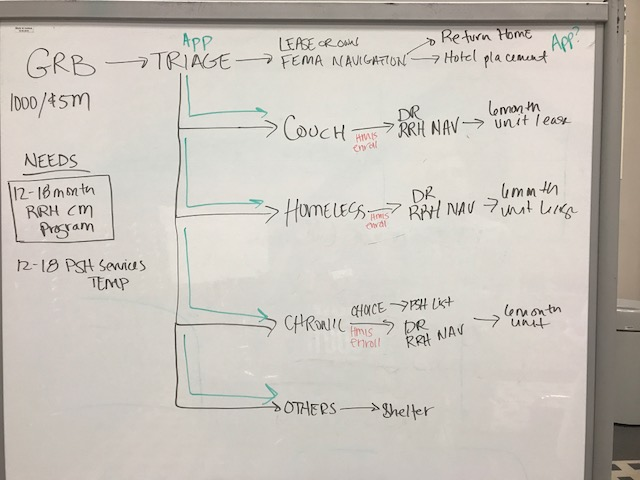 GRB → TRIAGE → LEASE OR OWN
APP
FEMA NAVIGATION
Return Home
Hotel placement
APP?
1000/$5M
COUCH
Hmis
enroll
DR
RRH NAV
6 month
unit lease
NEEDS
12-18 month
RRH CM
Program
12-18 PSH Services
TEMP
HOMELESS
Hmis
enroll
DR
RRH NAV
6 month
unit lease
CHRONIC
Hmis
enroll
CHOICE → PSH List
DR
RRH NAV
6 month
unit
OTHERS → Shelter